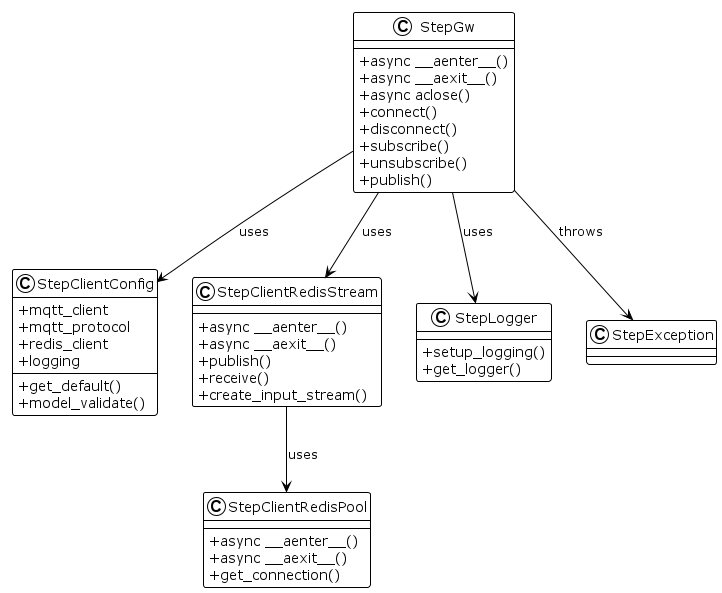 C StepGw
+async __aenter__()
+async __aexit__()
+async aclose()
+connect()
+disconnect()
+subscribe()
+unsubscribe()
+publish()
uses
uses
uses
throws
C StepClientConfig
+mqtt_client
+mqtt_protocol
+redis_client
+logging
+get_default()
+model_validate()
C StepClientRedisStream
+async __aenter__()
+async __aexit__()
+publish()
+receive()
+create_input_stream()
C StepLogger
+setup_logging()
+get_logger()
C StepException
uses
C StepClientRedisPool
+async __aenter__()
+async __aexit__()
+get_connection()